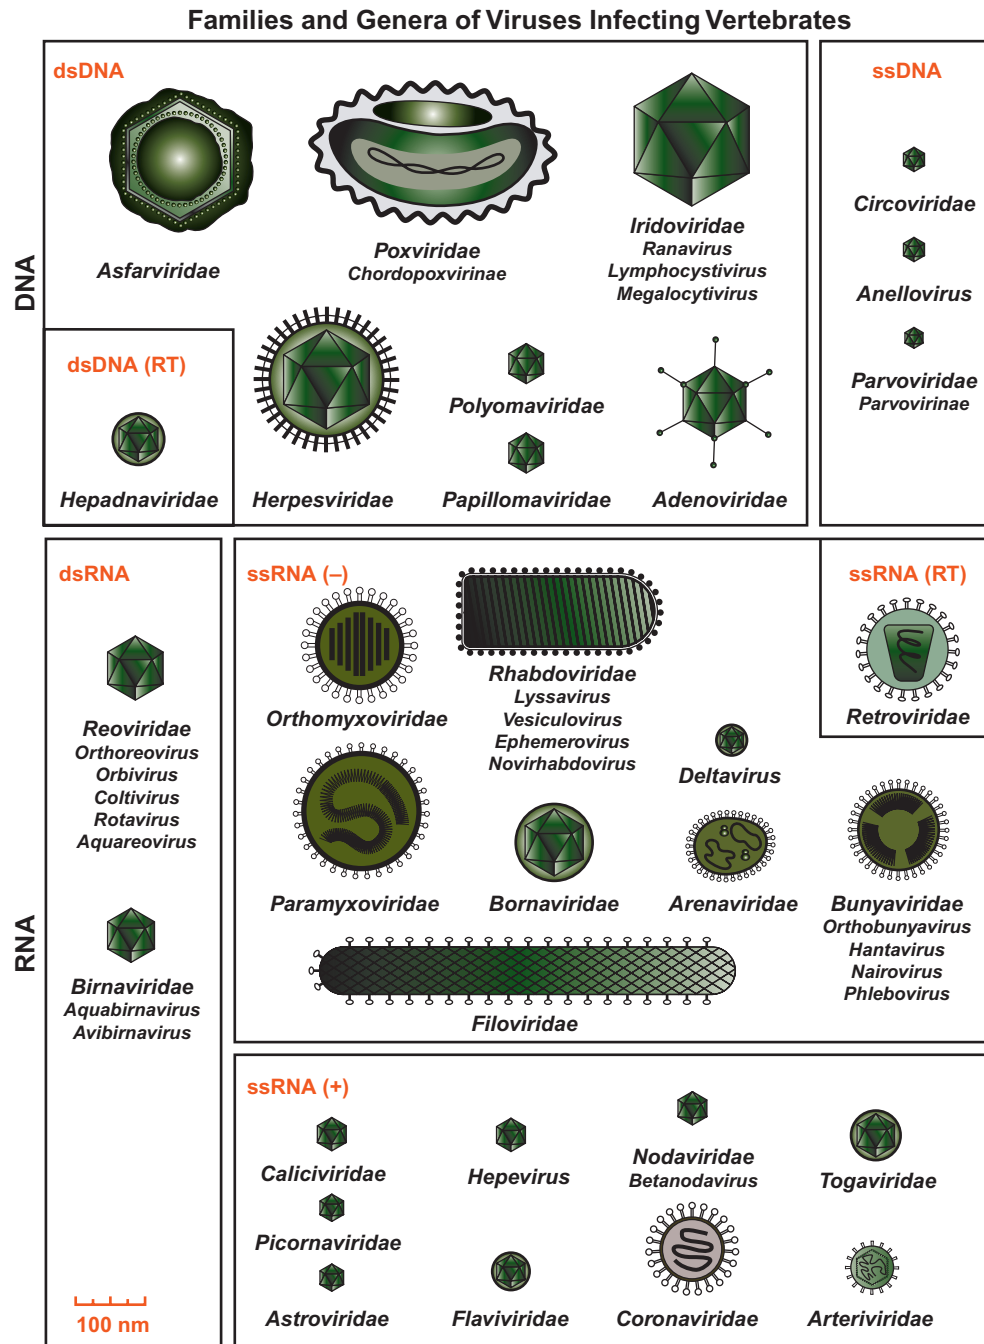 Families and Genera of Viruses Infecting Vertebrates
DNA
dsDNA
Asfarviridae
Poxviridae
Chordopoxvirinae
Iridoviridae
Ranavirus
Lymphocystivirus
Megalocytivirus
dsDNA (RT)
Hepadnaviridae
Herpesviridae
Polyomaviridae
Papillomaviridae
Adenoviridae
ssDNA
Circoviridae
Anellovirus
Parvoviridae
Parvovirinae
RNA
dsRNA
Reoviridae
Orthoreovirus
Orbivirus
Coltivirus
Rotavirus
Aquareovirus
Birnaviridae
Aquabirnavirus
Avibirnavirus
100 nm
ssRNA (–)
Orthomyxoviridae
Rhabdoviridae
Lyssavirus
Vesiculovirus
Ephemerovirus
Novirhabdovirus
Deltavirus
Paramyxoviridae
Bornaviridae
Arenaviridae
Bunyaviridae
Orthobunyavirus
Hantavirus
Nairovirus
Phlebovirus
Filoviridae
ssRNA (RT)
Retroviridae
ssRNA (+)
Caliciviridae
Hepevirus
Nodaviridae
Betanodavirus
Togaviridae
Picornaviridae
Astroviridae
Flaviviridae
Coronaviridae
Arteriviridae